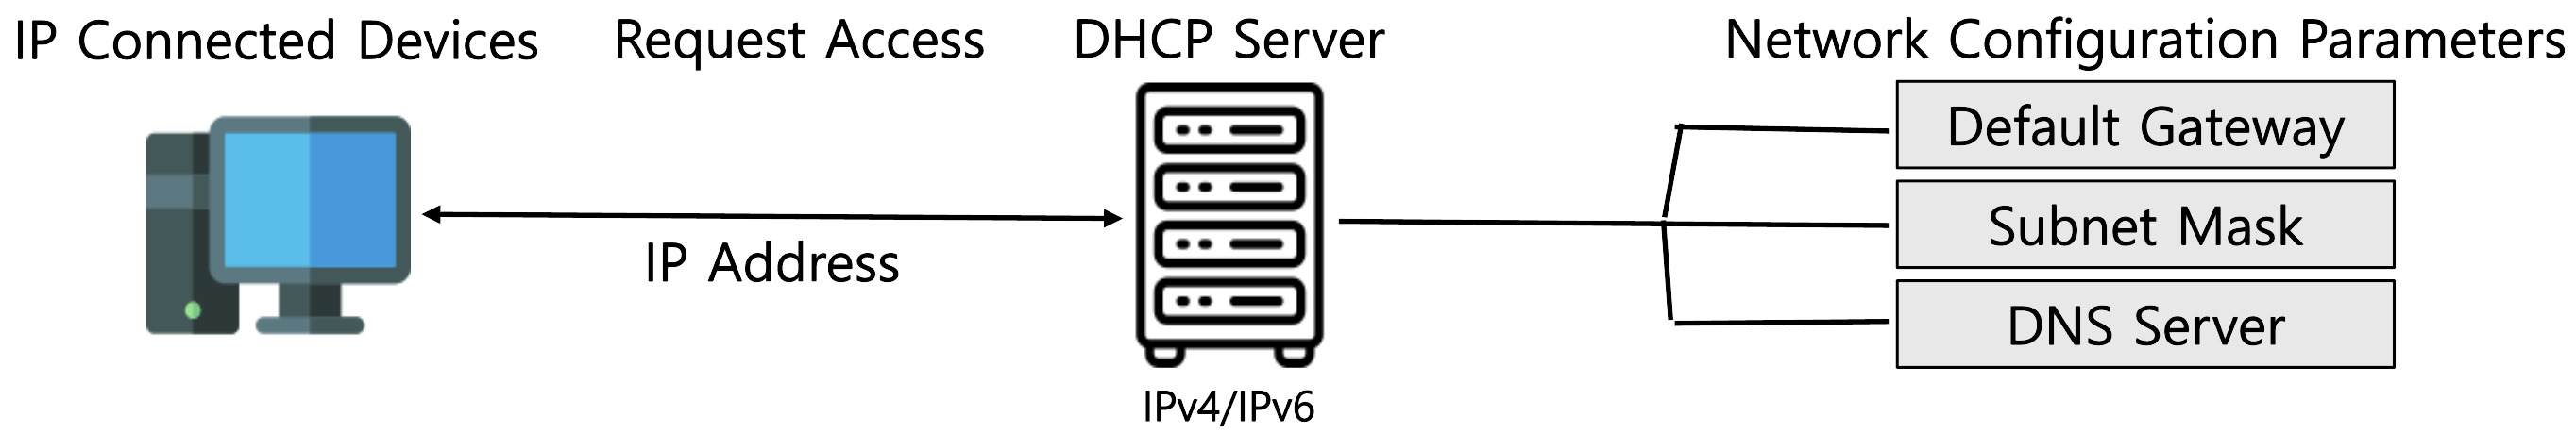 IP Connected Devices
Request Access
DHCP Server
Network Configuration Parameters
Default Gateway
Subnet Mask
IP Address
DNS Server
IPv4/IPv6